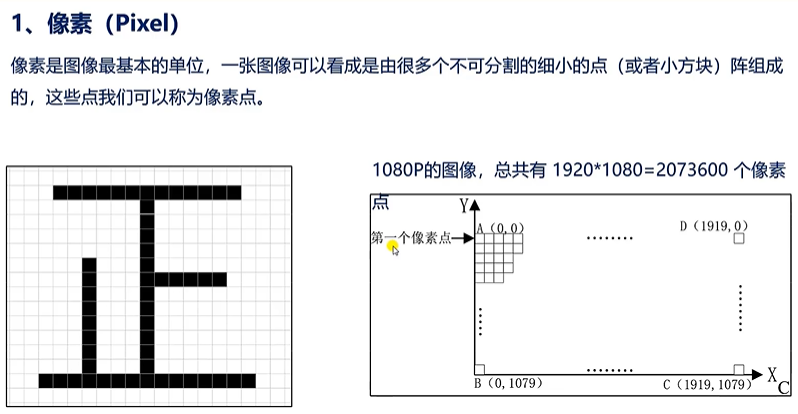 1、像素（Pixel）
像素是图像最基本的单位，一张图像可以看成是由很多个不可分割的细小的点（或者小方块）阵组成
的，这些点我们可以称为像素点。
正
1080P的图像，总共有 1920*1080=2073600 个像素
点
Y
A（0,0）
D（1919,0）
第一个像素点
B（0,1079）
C（1919,1079）
X
C